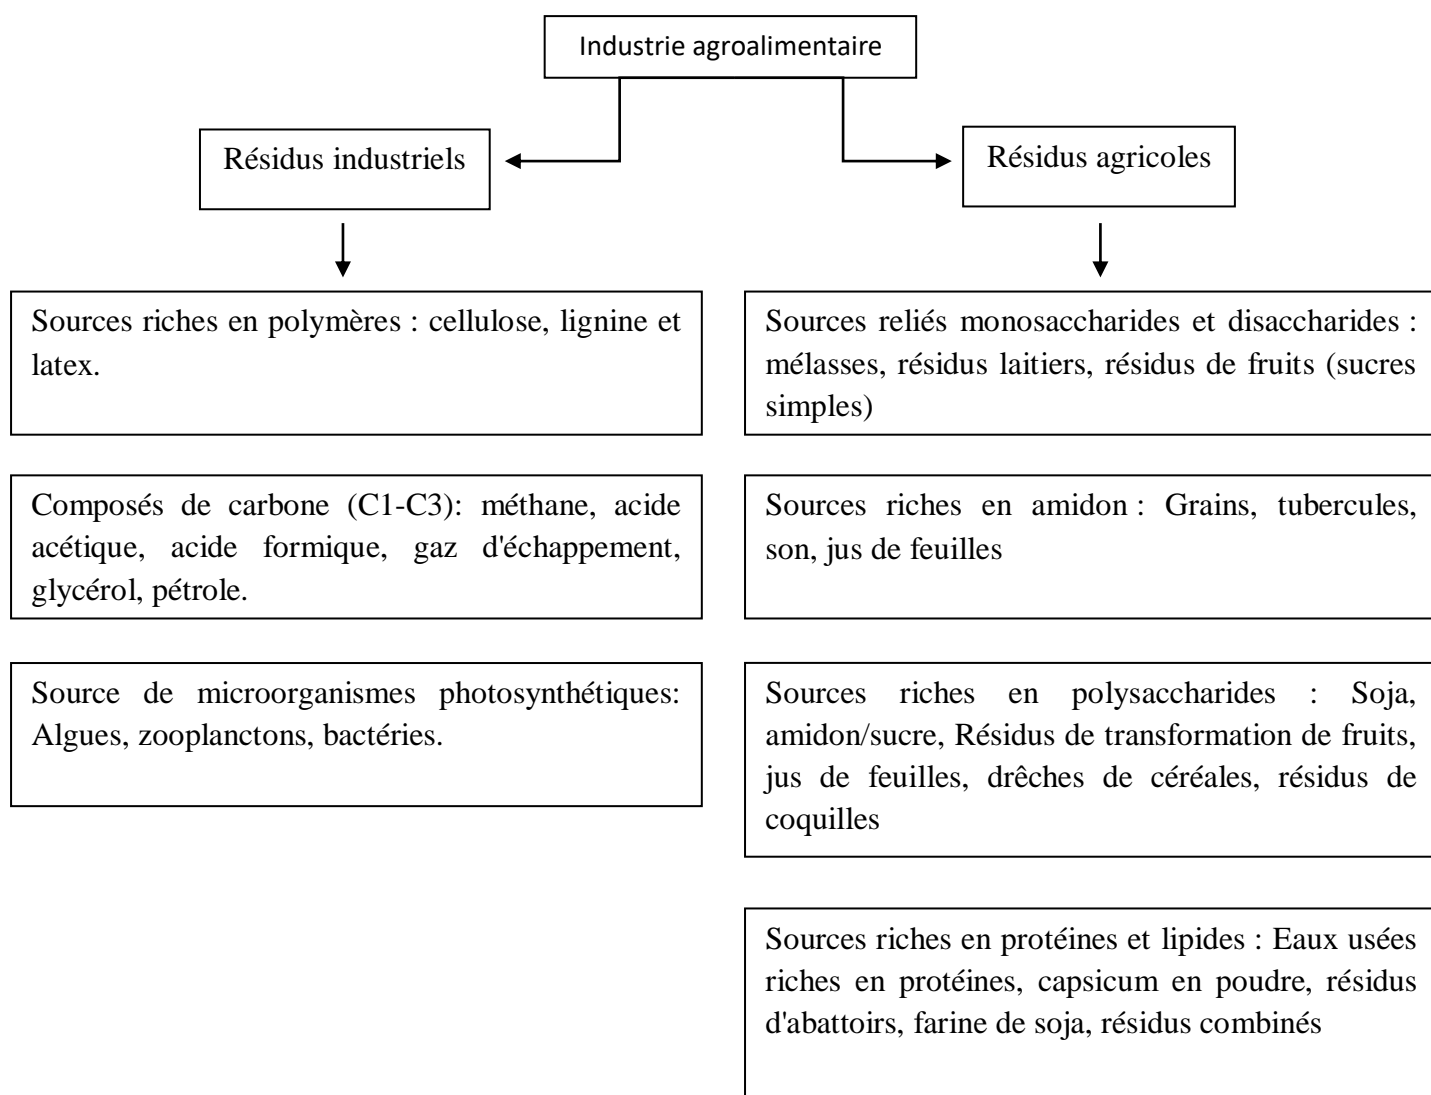 Industrie agroalimentaire
Résidus industriels
Résidus agricoles
Sources riches en polymères : cellulose, lignine et
latex.
Composés de carbone (C1-C3): méthane, acide
acétique, acide formique, gaz d'échappement,
glycérol, pétrole.
Source de microorganismes photosynthétiques:
Algues, zooplanctons, bactéries.
Sources reliés monosaccharides et disaccharides :
mélasses, résidus laitiers, résidus de fruits (sucres
simples)
Sources riches en amidon : Grains, tubercules,
son, jus de feuilles
Sources riches en polysaccharides : Soja,
amidon/sucre, Résidus de transformation de fruits,
jus de feuilles, drêches de céréales, résidus de
coquilles
Sources riches en protéines et lipides : Eaux usées
riches en protéines, capsicum en poudre, résidus
d'abattoirs, farine de soja, résidus combinés